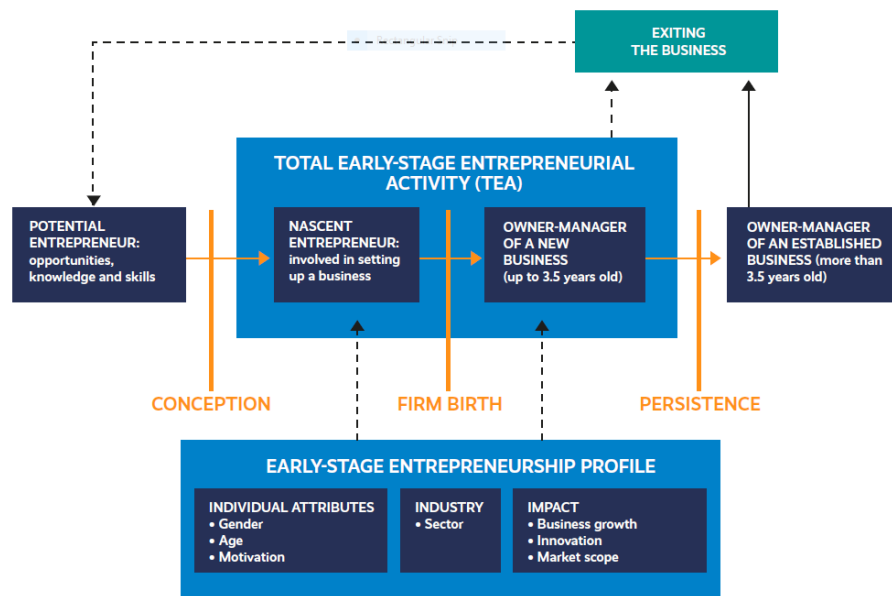 EXITING
THE BUSINESS
TOTAL EARLY-STAGE ENTREPRENEURIAL
ACTIVITY (TEA)
POTENTIAL
ENTREPRENEUR:
opportunities,
knowledge and skills
NASCENT
ENTREPRENEUR:
involved in setting
up a business
OWNER-MANAGER
OF A NEW
BUSINESS
(up to 3.5 years old)
OWNER-MANAGER
OF AN ESTABLISHED
BUSINESS (more than
3.5 years old)
CONCEPTION
FIRM BIRTH
PERSISTENCE
EARLY-STAGE ENTREPRENEURSHIP PROFILE
INDIVIDUAL ATTRIBUTES
• Gender
• Age
• Motivation
INDUSTRY
• Sector
IMPACT
• Business growth
• Innovation
• Market scope